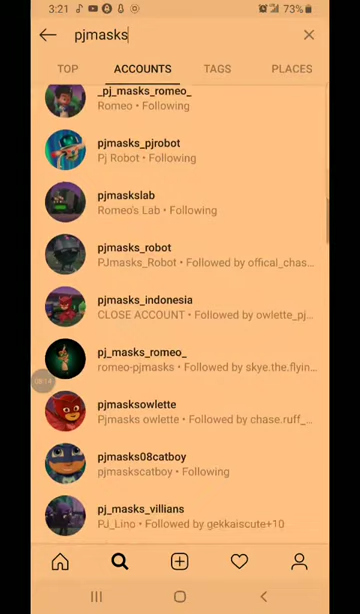 3:21
73%
pjmasks
TOP ACCOUNTS TAGS PLACES
_pj_masks_romeo_
Romeo • Following
pjmasks_pjrobot
Pj Robot • Following
pjmaskslab
Romeo's Lab • Following
pjmasks_robot
PJmasks_Robot • Followed by offical_chas...
pjmasks_indonesia
CLOSE ACCOUNT • Followed by owlette_pj...
pj_masks_romeo_
romeo-pjmasks • Followed by skye.the.flyin...
08:14
pjmasksowlette
Pjmasks owlette • Followed by chase.ruff_...
pjmasks08catboy
pjmaskscatboy • Following
pj_masks_villians
PJ_Lino • Followed by gekkaiscute+10